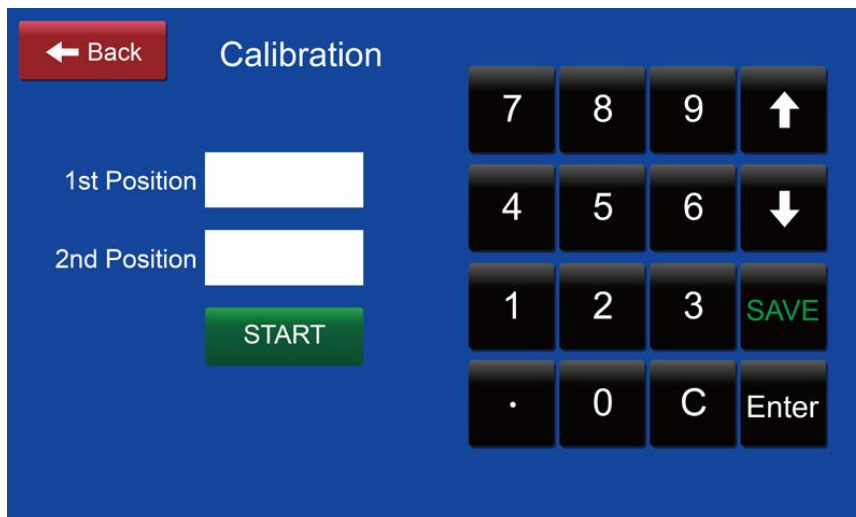 Back
Calibration
1st Position
2nd Position
START
7 8 9
4 5 6
1 2 3 SAVE
. 0 C Enter